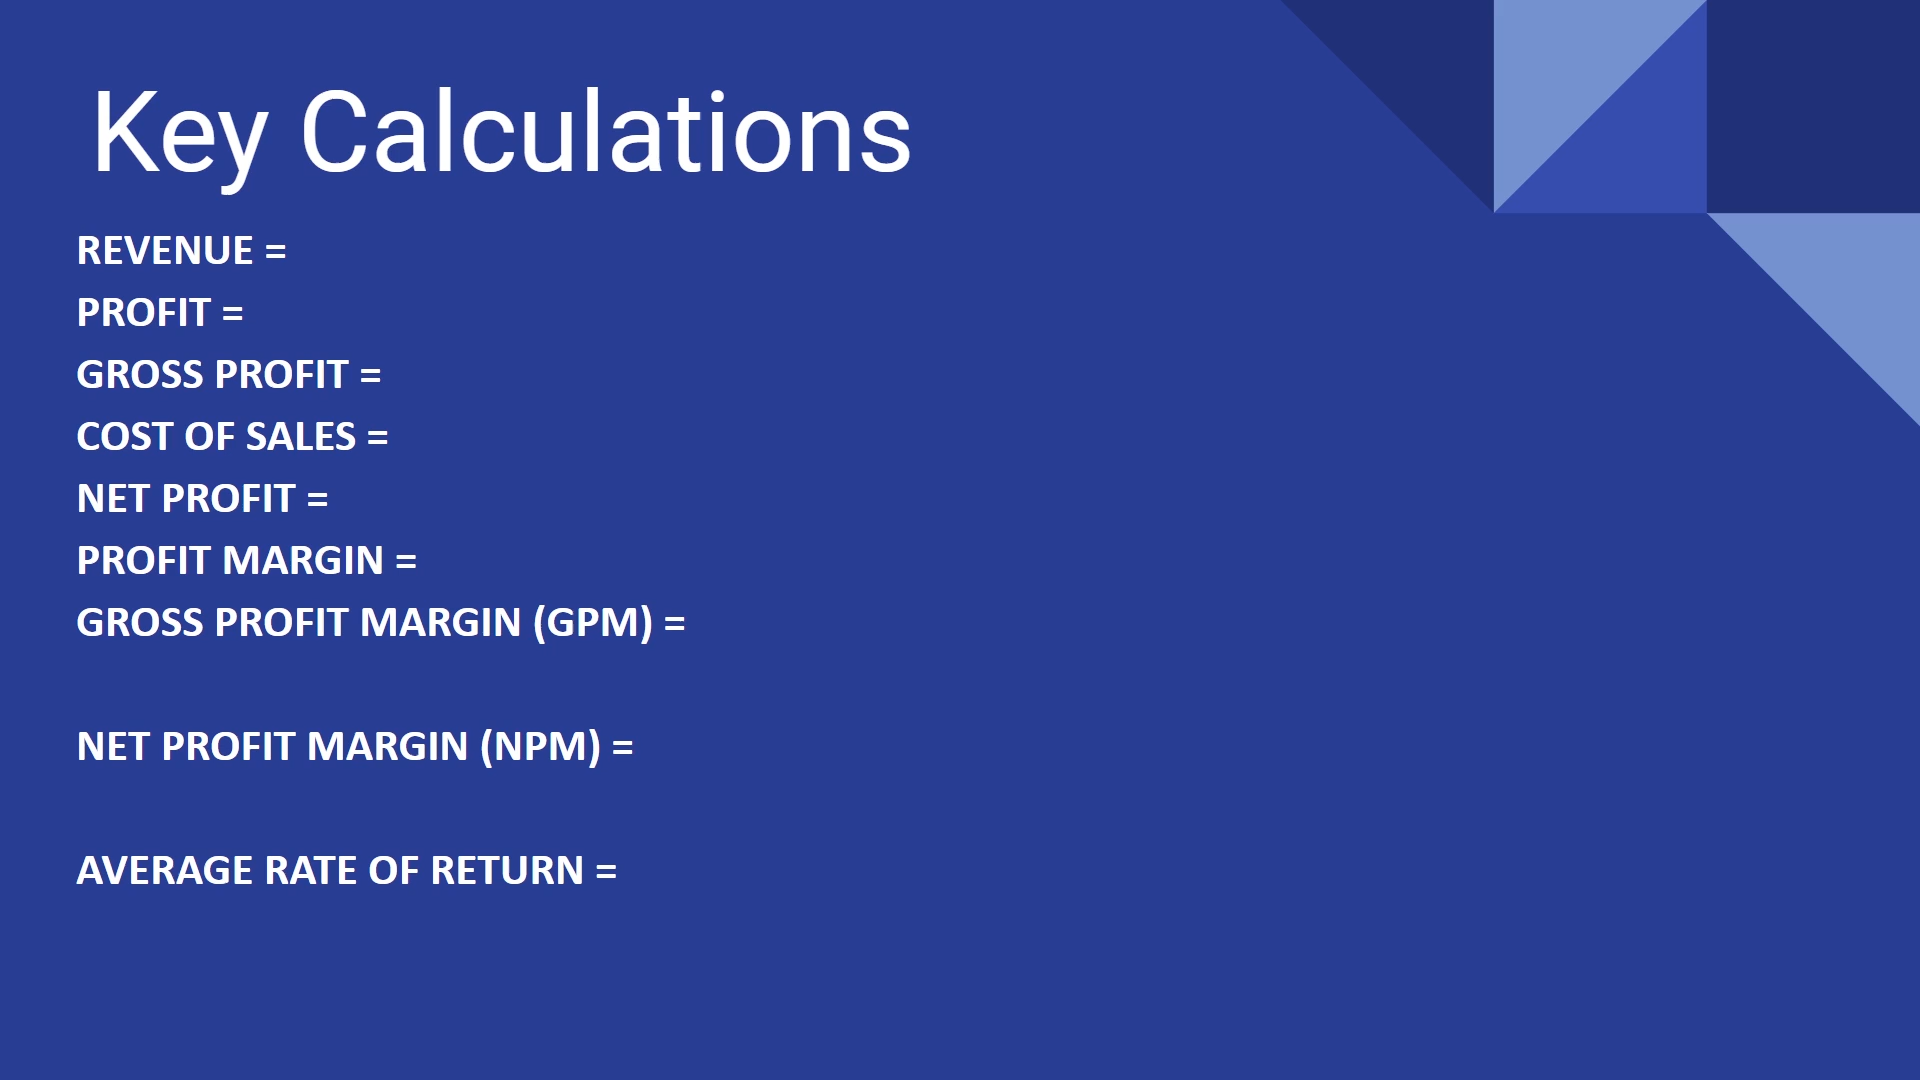 Key Calculations
REVENUE =
PROFIT =
GROSS PROFIT =
COST OF SALES =
NET PROFIT =
PROFIT MARGIN =
GROSS PROFIT MARGIN (GPM) =
NET PROFIT MARGIN (NPM) =
AVERAGE RATE OF RETURN =